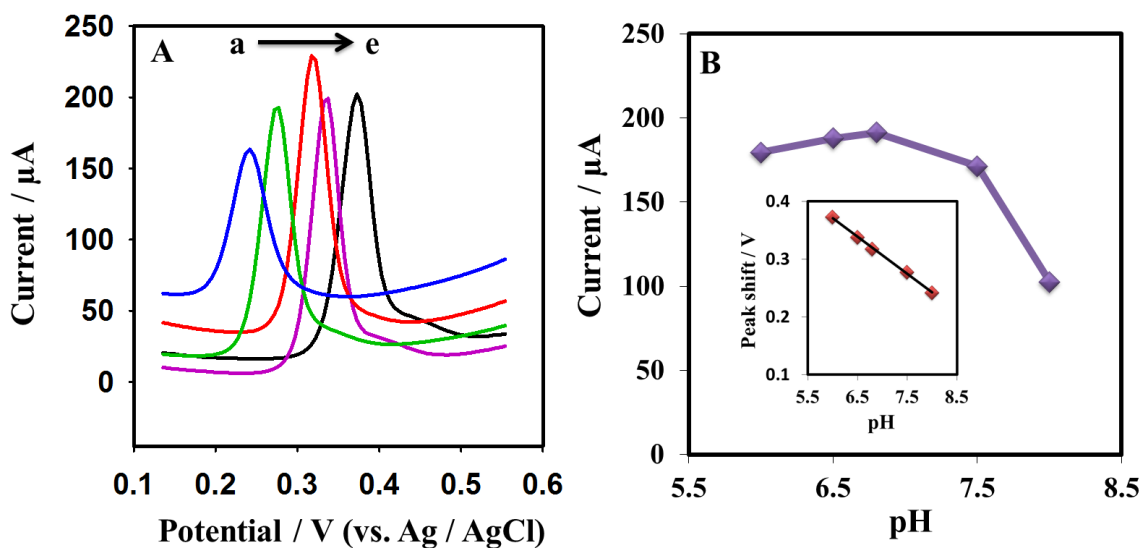 A
a
e
250
200
150
100
50
0
Current / µA
0.1 0.2 0.3 0.4 0.5 0.6
Potential / V (vs. Ag / AgCl)
B
250
200
150
100
50
0
Current / µA
5.5 6.5 7.5 8.5
pH
0.4
0.3
0.2
0.1
Peak shift / V
5.5 6.5 7.5 8.5
pH